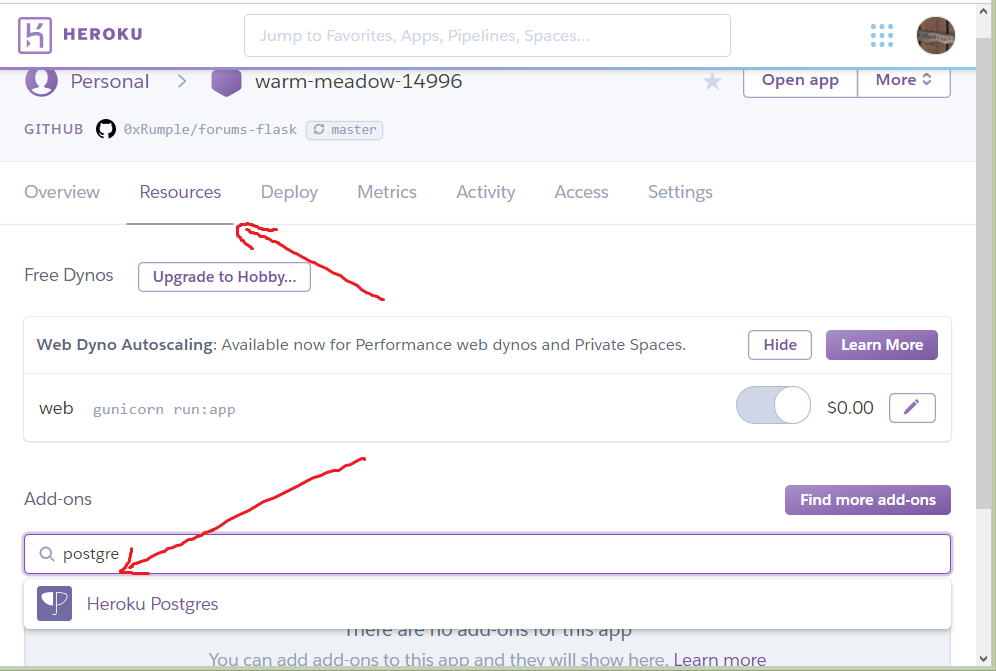 HEROKU
Jump to Favorites, Apps, Pipelines, Spaces...
Personal > warm-meadow-14996
Open app
More
GITHUB 0xRumple/forums-flask master
Overview Resources Deploy Metrics Activity Access Settings
Free Dynos Upgrade to Hobby...
Web Dyno Autoscaling: Available now for Performance web dynos and Private Spaces. Hide Learn More
web gunicorn run:app $0.00
Add-ons Find more add-ons
postgre
Heroku Postgres
There are no add-ons for this app
You can add add-ons to this app and they will show here. Learn more